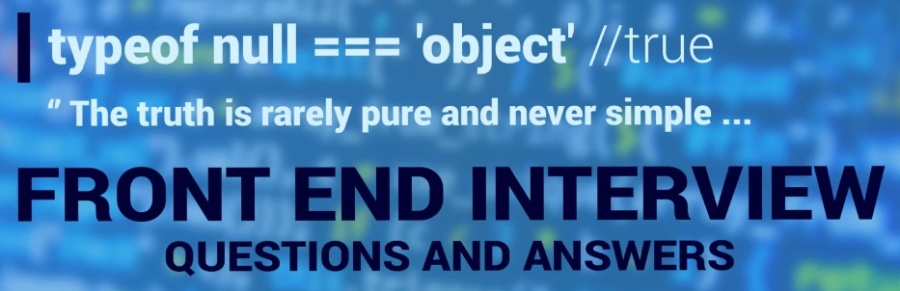 typeof null === 'object' //true
“ The truth is rarely pure and never simple ...
FRONT END INTERVIEW
QUESTIONS AND ANSWERS